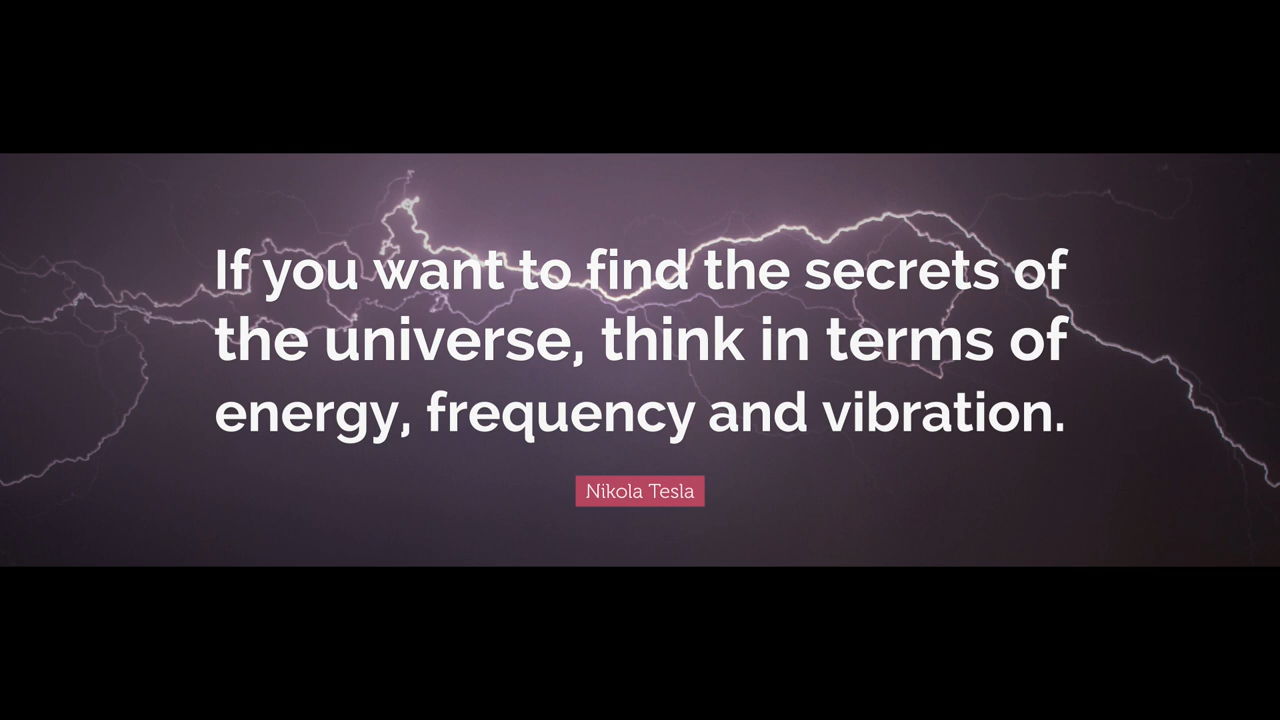 If you want to find the secrets of
the universe, think in terms of
energy, frequency and vibration.
Nikola Tesla